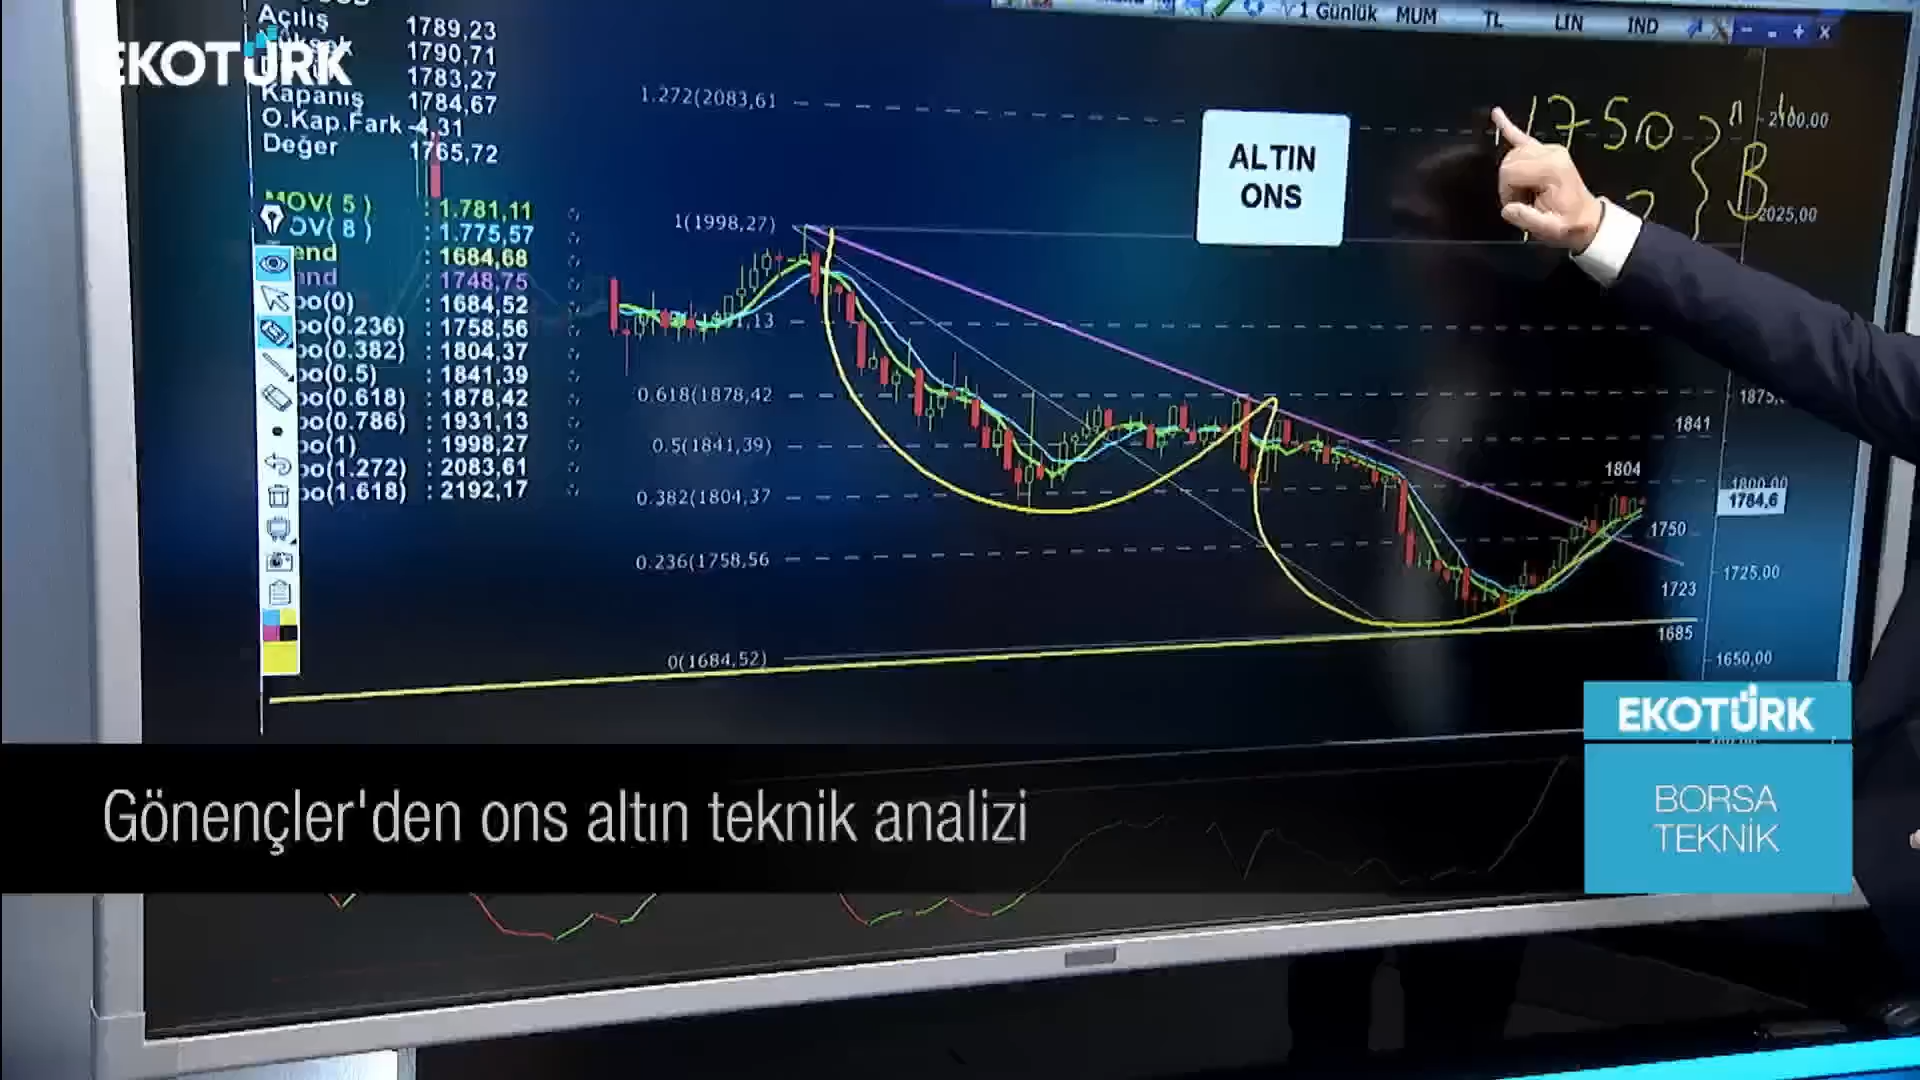 EKOTÜRK
Açılış 1789,23
Yüksek 1790,71
1783,27
Kapanış 1784,67
O.Kap.Fark -4,31
Değer 1765,72
MOV( 5 ) : 1.781,11
OV( 8 ) : 1.775,57
end : 1684,68
nd : 1748,75
bo(0) : 1684,52
bo(0.236) : 1758,56
bo(0.382) : 1804,37
bo(0.5) : 1841,39
bo(0.618) : 1878,42
bo(0.786) : 1931,13
bo(1) : 1998,27
bo(1.272) : 2083,61
bo(1.618) : 2192,17
1 Günlük MUM TL LIN IND
1.272(2083,61
1(1998,27)
0.618(1878,42
0.5(1841,39)
0.382(1804,37
0.236(1758,56
0(1684,52)
ALTIN
ONS
1750
B
2100,00
2025,00
1875,
1841
1804
1800,00
1784,6
1750
1725,00
1723
1685
1650,00
EKOTÜRK
BORSA
TEKNİK
Gönençler'den ons altın teknik analizi